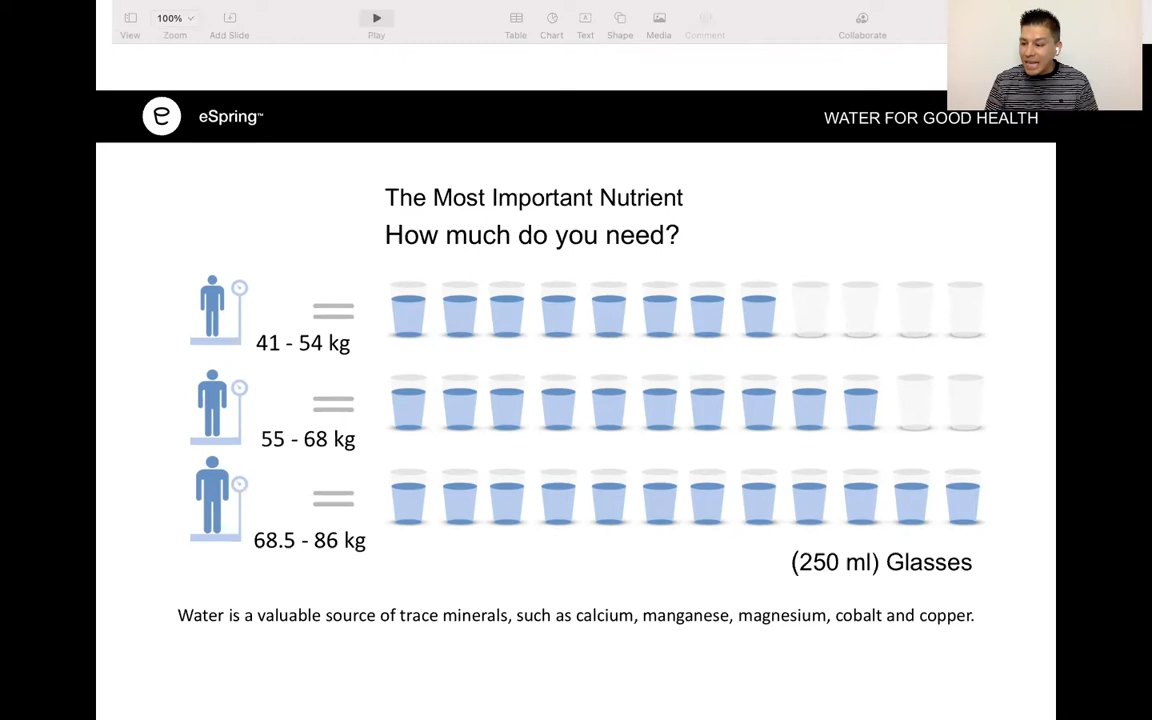 100%
View
Zoom
Add Slide
Play
Table
Chart
Text
Shape
Media
Comment
Collaborate
e
eSpring™
WATER FOR GOOD HEALTH
The Most Important Nutrient
How much do you need?
41 - 54 kg
55 - 68 kg
68.5 - 86 kg
(250 ml) Glasses
Water is a valuable source of trace minerals, such as calcium, manganese, magnesium, cobalt and copper.